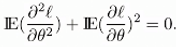 𝔼(∂²ℓ/∂θ²) + 𝔼(∂ℓ/∂θ)² = 0.